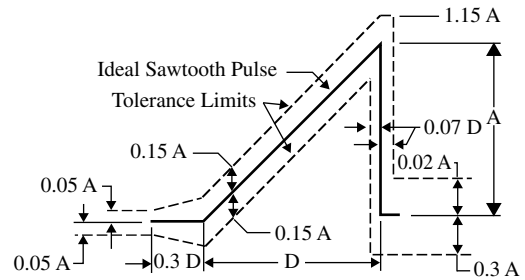 1.15 A
Ideal Sawtooth Pulse
Tolerance Limits
A
0.07 D
0.15 A
0.02 A
0.05 A
0.15 A
0.05 A
0.3 D
D
0.3 A